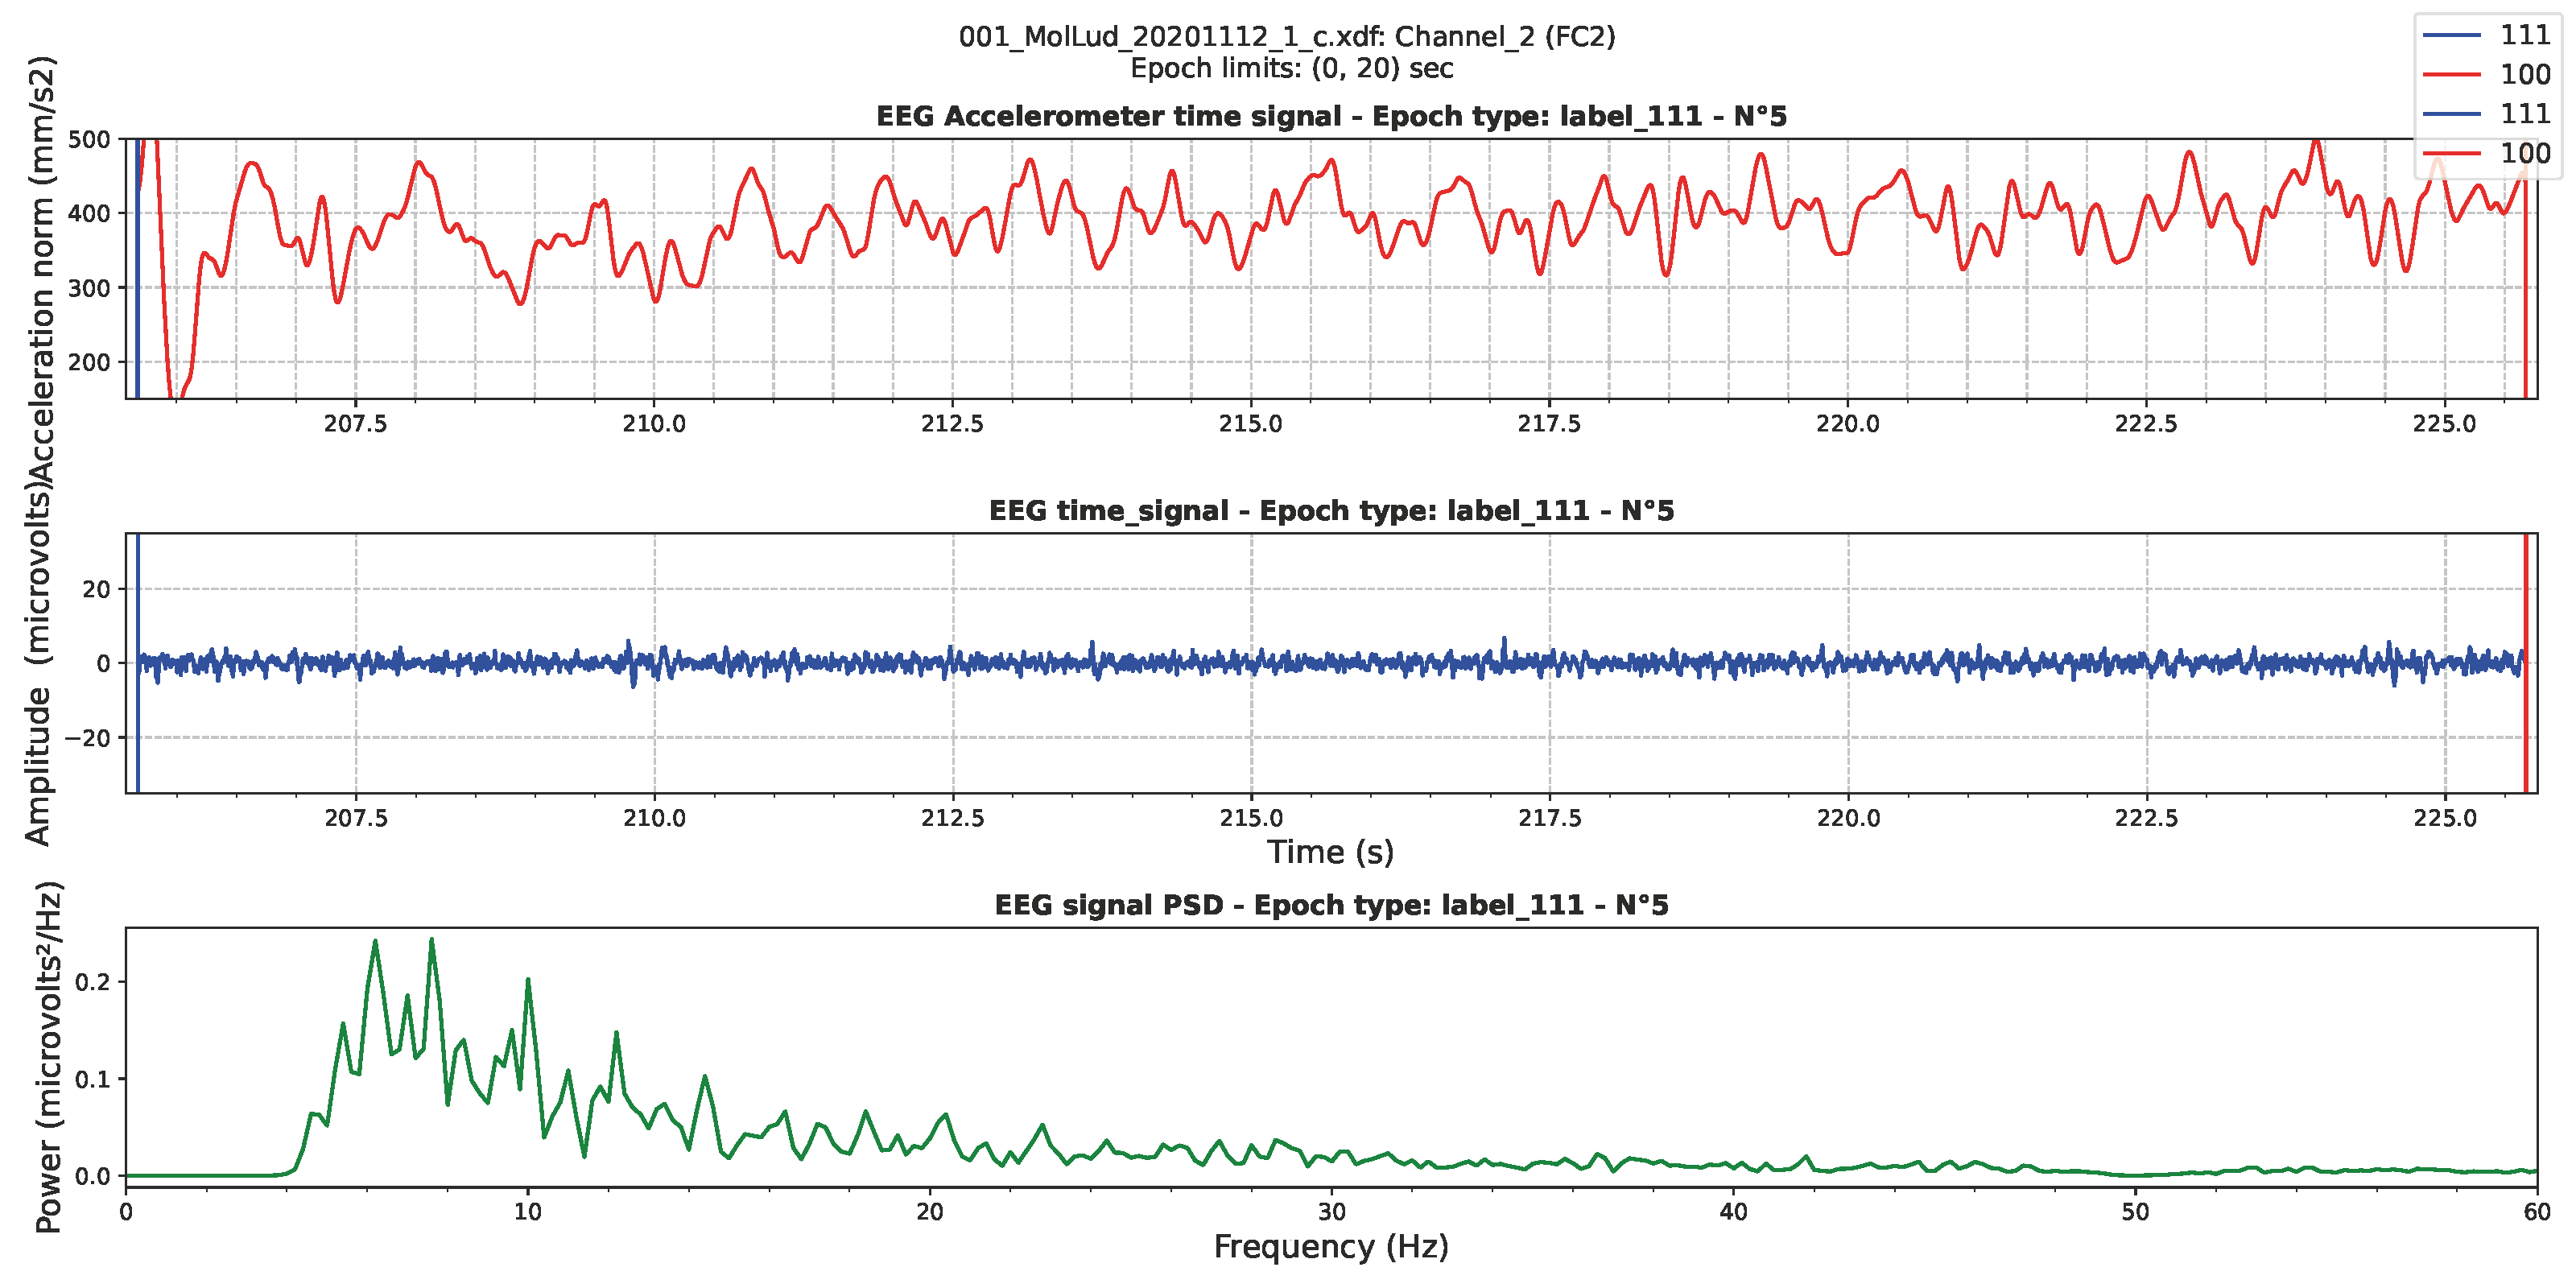 001_MolLud_20201112_1_c.xdf: Channel_2 (FC2)
Epoch limits: (0, 20) sec
111
100
111
100
EEG Accelerometer time signal - Epoch type: label_111 - N°5
Acceleration norm (mm/s2)
500
400
300
200
207.5 210.0 212.5 215.0 217.5 220.0 222.5 225.0
EEG time_signal - Epoch type: label_111 - N°5
Amplitude (microvolts)
20
0
−20
207.5 210.0 212.5 215.0 217.5 220.0 222.5 225.0
Time (s)
EEG signal PSD - Epoch type: label_111 - N°5
Power (microvolts²/Hz)
0.2
0.1
0.0
0 10 20 30 40 50 60
Frequency (Hz)